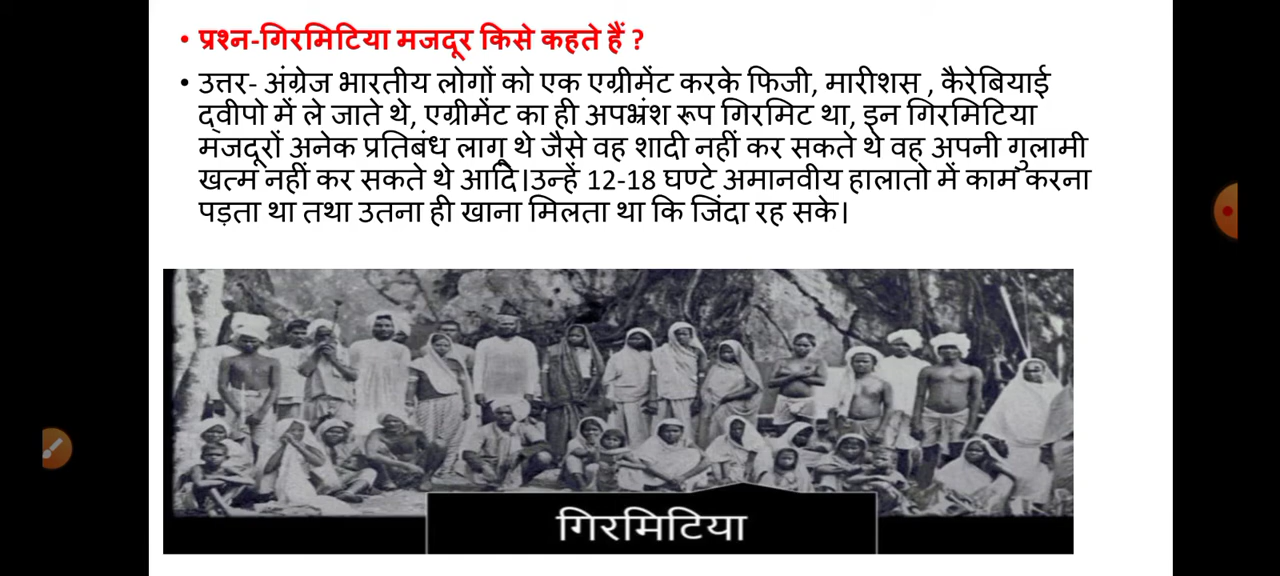 प्रश्न-गिरमिटिया मजदूर किसे कहते हैं ?
उत्तर- अंग्रेज भारतीय लोगों को एक एग्रीमेंट करके फिजी, मारीशस , कैरेबियाई
द्वीपो में ले जाते थे, एग्रीमेंट का ही अपभ्रंश रूप गिरमिट था, इन गिरमिटिया
मजदूरों अनेक प्रतिबंध लागू थे जैसे वह शादी नहीं कर सकते थे वह अपनी गुलामी
खत्म नहीं कर सकते थे आदि।उन्हें 12-18 घण्टे अमानवीय हालातो में काम करना
पड़ता था तथा उतना ही खाना मिलता था कि जिंदा रह सके।
गिरमिटिया